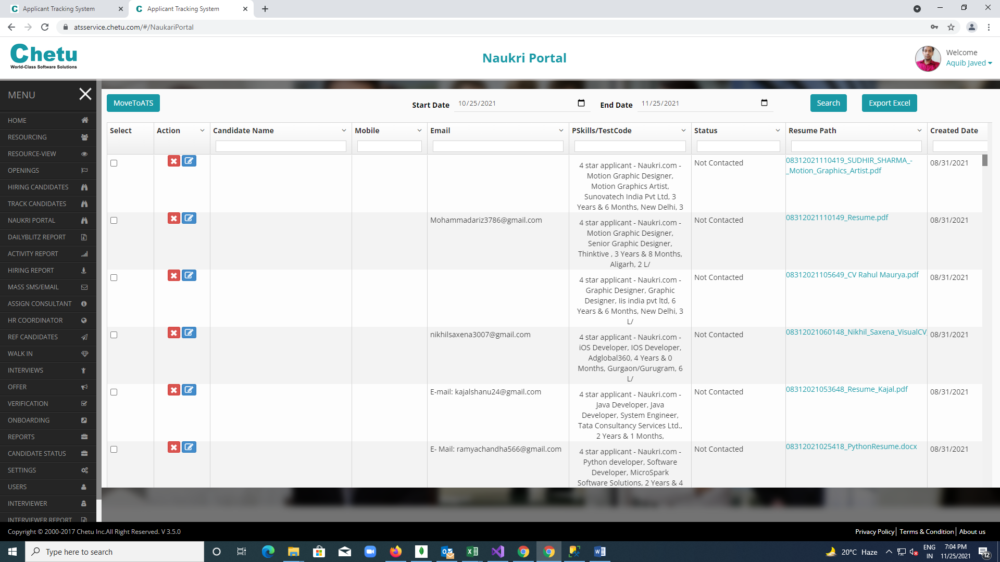 Applicant Tracking System
Applicant Tracking System
atsservice.chetu.com/#/NaukariPortal
Chetu
World-Class Software Solutions
Naukri Portal
Welcome
Aquib Javed
MENU
HOME
RESOURCING
RESOURCE-VIEW
OPENINGS
HIRING CANDIDATES
TRACK CANDIDATES
NAUKRI PORTAL
DAILYBLITZ REPORT
ACTIVITY REPORT
HIRING REPORT
MASS SMS/EMAIL
ASSIGN CONSULTANT
HR COORDINATOR
REF CANDIDATES
WALK IN
INTERVIEWS
OFFER
VERIFICATION
ONBOARDING
REPORTS
CANDIDATE STATUS
SETTINGS
USERS
INTERVIEWER
INTERVIEWER REPORT
MoveToATS
Start Date 10/25/2021
End Date 11/25/2021
Search
Export Excel
Select Action Candidate Name Mobile Email PSkills/TestCode Status Resume Path Created Date
4 star applicant - Naukri.com -
Motion Graphic Designer,
Motion Graphics Artist,
Sunovatech India Pvt Ltd, 3
Years & 6 Months, New Delhi, 3
Not Contacted
08312021110419_SUDHIR_SHARMA_-
_Motion_Graphics_Artist.pdf
08/31/2021
Mohammadariz3786@gmail.com
4 star applicant - Naukri.com -
Motion Graphic Designer,
Senior Graphic Designer,
Thinktive , 3 Years & 8 Months,
Aligarh, 2 L/
Not Contacted
08312021110149_Resume.pdf
08/31/2021
4 star applicant - Naukri.com -
Graphic Designer, Graphic
Designer, Iis india pvt ltd, 6
Years & 6 Months, New Delhi, 3
L/
Not Contacted
08312021105649_CV Rahul Maurya.pdf
08/31/2021
nikhilsaxena3007@gmail.com
4 star applicant - Naukri.com -
iOS Developer, IOS Developer,
Adglobal360, 4 Years & 0
Months, Gurgaon/Gurugram, 6
L/
Not Contacted
08312021060148_Nikhil_Saxena_VisualCV_
08/31/2021
E-mail: kajalshanu24@gmail.com
4 star applicant - Naukri.com -
Java Developer, Java
Developer, System Engineer,
Tata Consultancy Services Ltd.,
2 Years & 1 Months,
Not Contacted
08312021053648_Resume_Kajal.pdf
08/31/2021
E- Mail: ramyachandha566@gmail.com
4 star applicant - Naukri.com -
Python developer, Software
Developer, MicroSpark
Software Solutions, 2 Years & 4
Not Contacted
08312021025418_PythonResume.docx
08/31/2021
Copyright © 2000-2017 Chetu Inc.All Right Reserved. V 3.5.0
Privacy Policy| Terms & Condition| About us
Type here to search
20°C Haze
ENG
IN
7:04 PM
11/25/2021
12